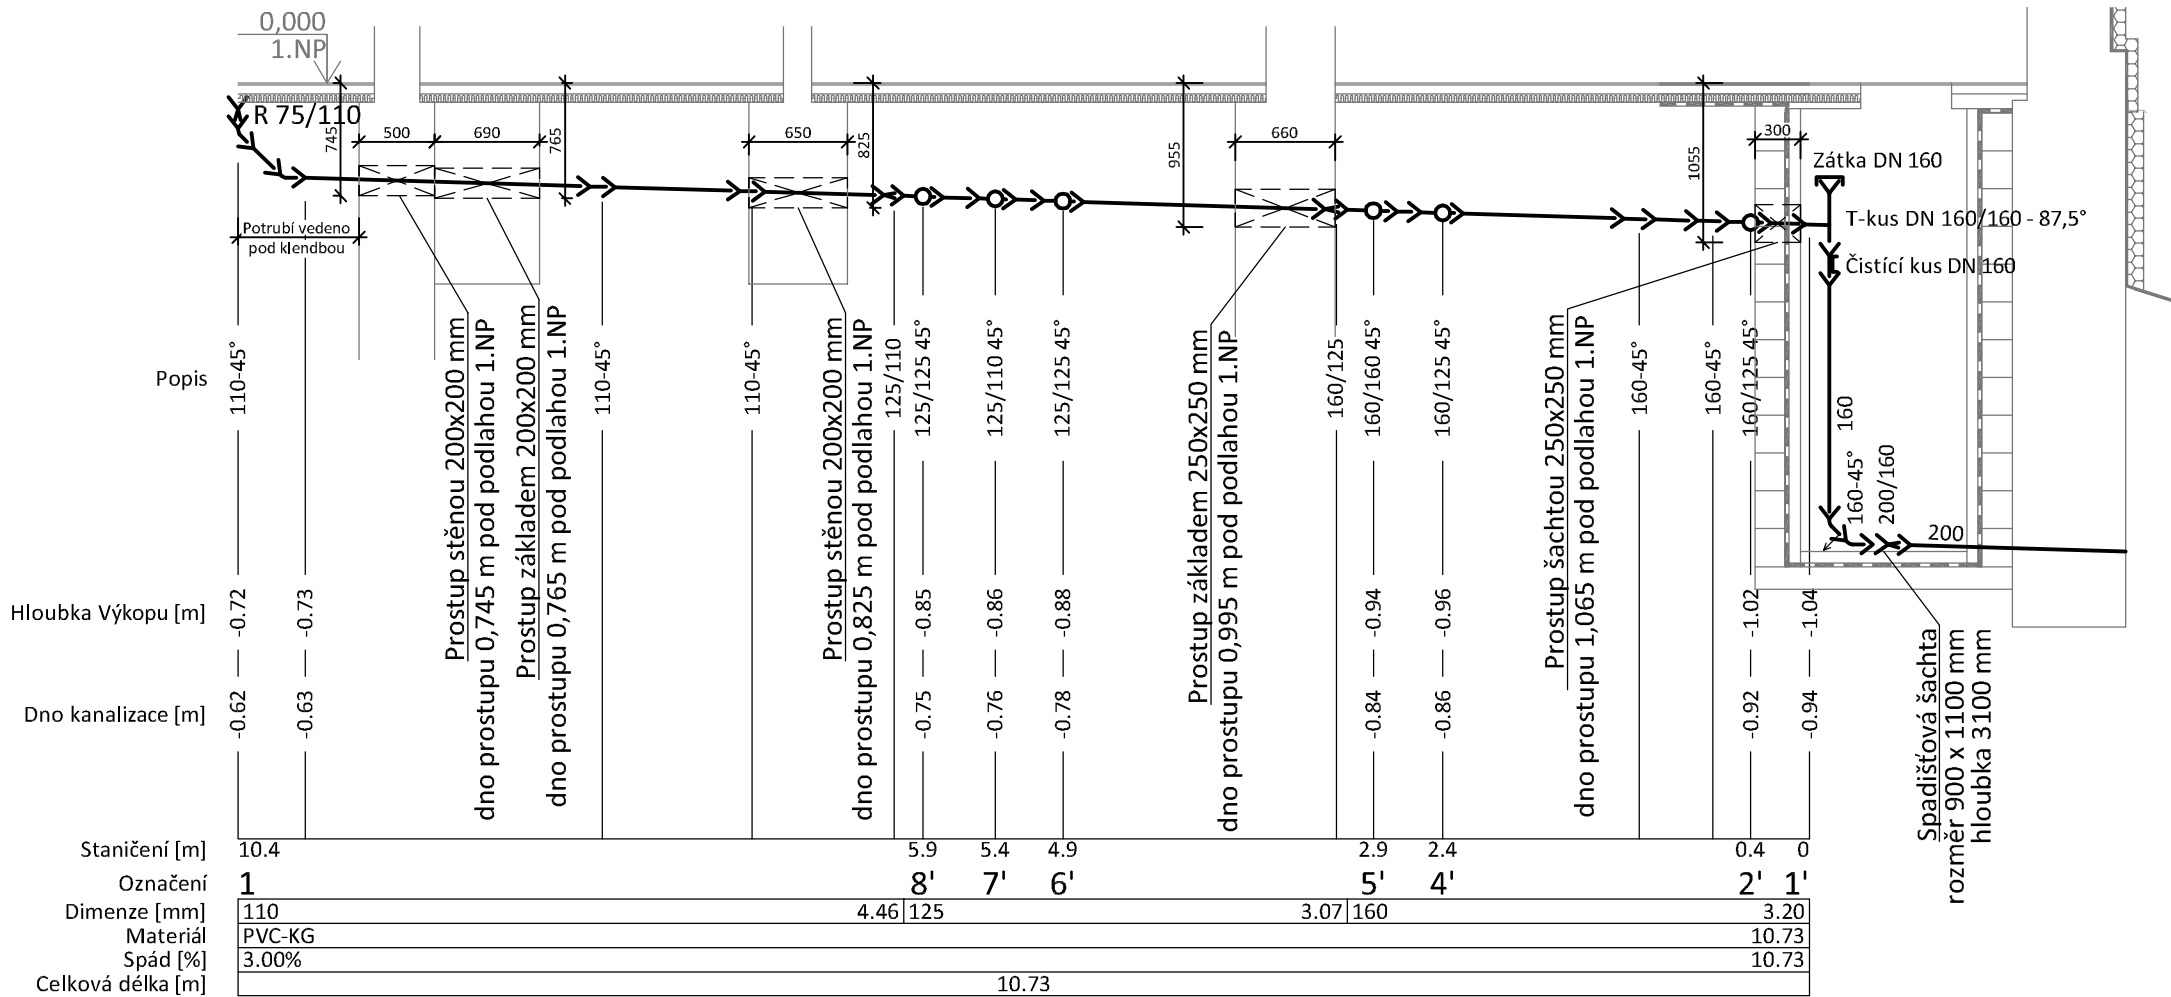 0,000
1.NP
R 75/110
745
500
690
765
650
825
955
660
1055
300
Zátka DN 160
T-kus DN 160/160 - 87,5°
Čistící kus DN 160
Potrubí vedeno
pod klendbou
Popis
110-45°
Prostup stěnou 200x200 mm
dno prostupu 0,745 m pod podlahou 1.NP
Prostup základem 200x200 mm
dno prostupu 0,765 m pod podlahou 1.NP
110-45°
110-45°
Prostup stěnou 200x200 mm
dno prostupu 0,825 m pod podlahou 1.NP
125/110
125/125 45°
125/110 45°
125/125 45°
Prostup základem 250x250 mm
dno prostupu 0,995 m pod podlahou 1.NP
160/125
160/160 45°
160/125 45°
Prostup šachtou 250x250 mm
dno prostupu 1,065 m pod podlahou 1.NP
160-45°
160-45°
160/125 45°
160
160-45°
200/160
200
Spadišťová šachta
rozměr 900 x 1100 mm
hloubka 3100 mm
Hloubka Výkopu [m]
-0.72
-0.73
-0.85
-0.86
-0.88
-0.94
-0.96
-1.02
-1.04
Dno kanalizace [m]
-0.62
-0.63
-0.75
-0.76
-0.78
-0.84
-0.86
-0.92
-0.94
Staničení [m] 10.4 5.9 5.4 4.9 2.9 2.4 0.4 0
Označení 1 8' 7' 6' 5' 4' 2' 1'
Dimenze [mm] 110 4.46 125 3.07 160 3.20
Materiál PVC-KG 10.73
Spád [%] 3.00% 10.73
Celková délka [m] 10.73